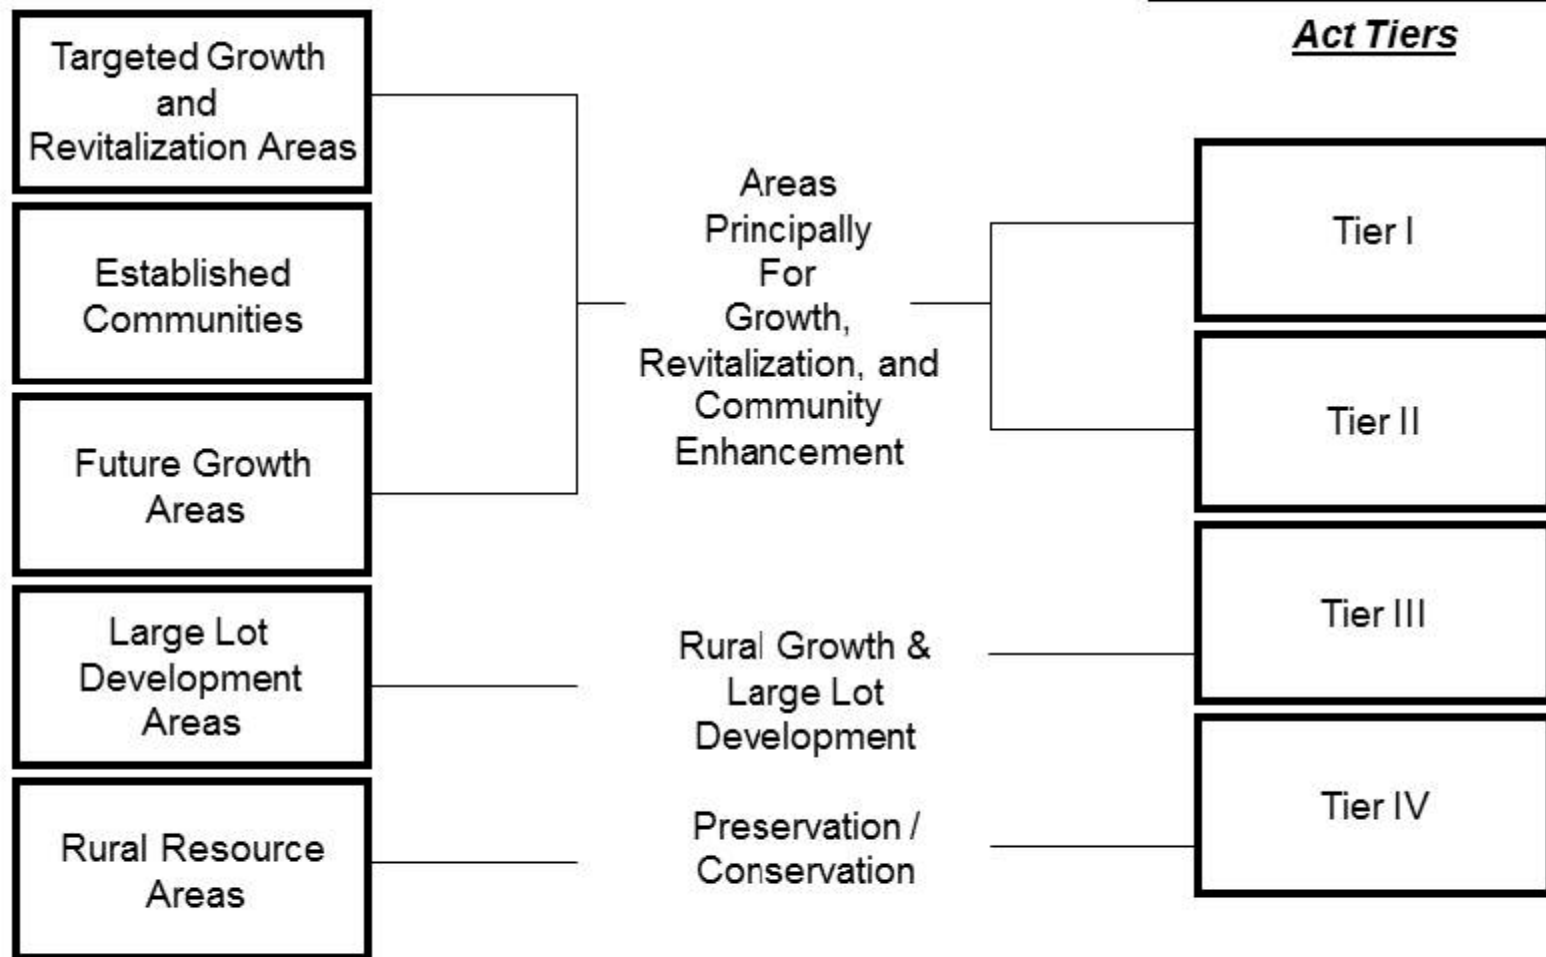 Act Tiers
Targeted Growth
and
Revitalization Areas
Established
Communities
Future Growth
Areas
Large Lot
Development
Areas
Rural Resource
Areas
Areas
Principally
For
Growth,
Revitalization, and
Community
Enhancement
Rural Growth &
Large Lot
Development
Preservation /
Conservation
Tier I
Tier II
Tier III
Tier IV